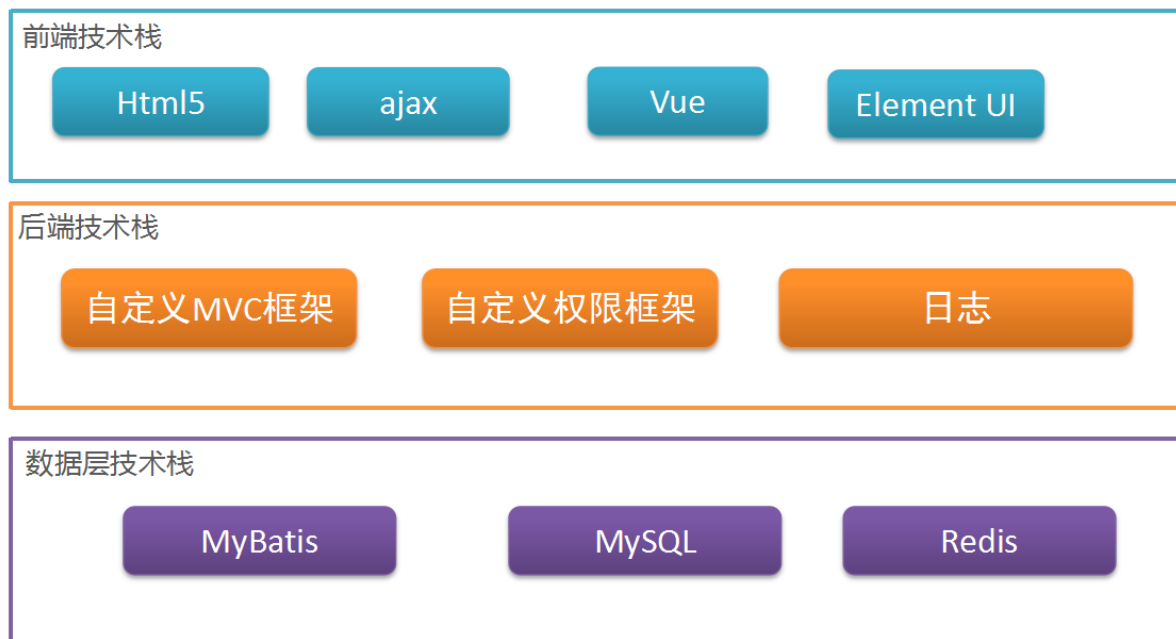 前端技术栈
Html5
ajax
Vue
Element UI
后端技术栈
自定义MVC框架
自定义权限框架
日志
数据层技术栈
MyBatis
MySQL
Redis